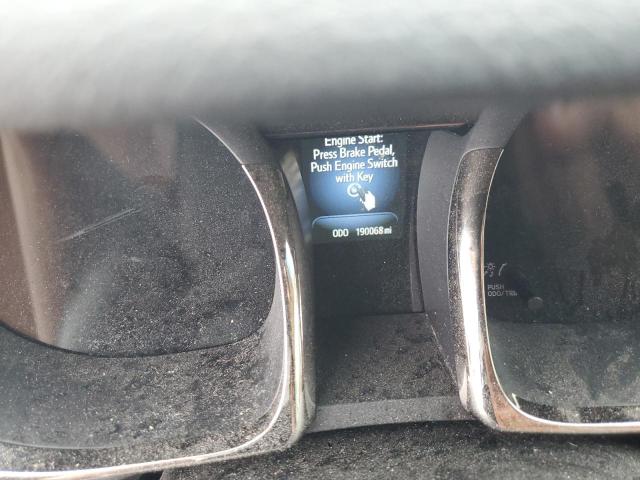 Engine Start:
Press Brake Pedal,
Push Engine Switch
with Key
ODO 190068 mi
PUSH
ODO/TRIP